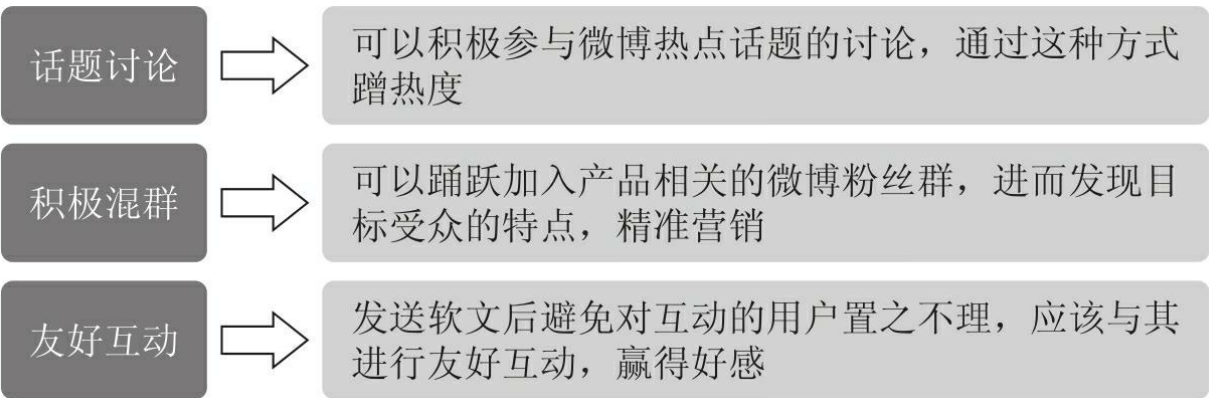 话题讨论
可以积极参与微博热点话题的讨论，通过这种方式
蹭热度
积极混群
可以踊跃加入产品相关的微博粉丝群，进而发现目
标受众的特点，精准营销
友好互动
发送软文后避免对互动的用户置之不理，应该与其
进行友好互动，赢得好感